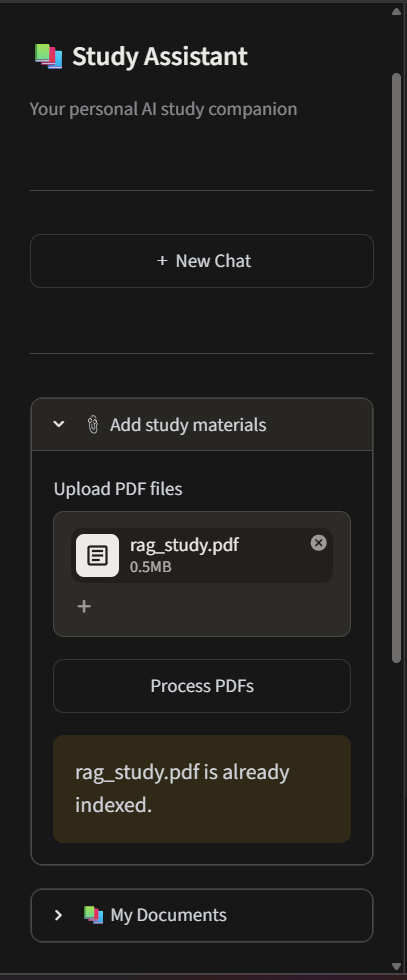 Study Assistant
Your personal AI study companion
+ New Chat
Add study materials
Upload PDF files
rag_study.pdf
0.5MB
+
Process PDFs
rag_study.pdf is already
indexed.
My Documents